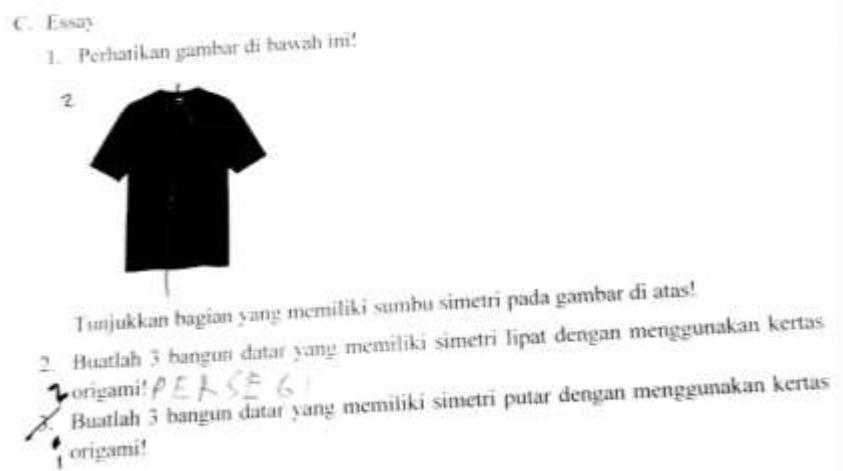 C. Essay
1. Perhatikan gambar di bawah ini!
2
Tunjukkan bagian yang memiliki sumbu simetri pada gambar di atas!
2. Buatlah 3 bangun datar yang memiliki simetri lipat dengan menggunakan kertas
2 origami! PERSEGI
3. Buatlah 3 bangun datar yang memiliki simetri putar dengan menggunakan kertas
1 origami!